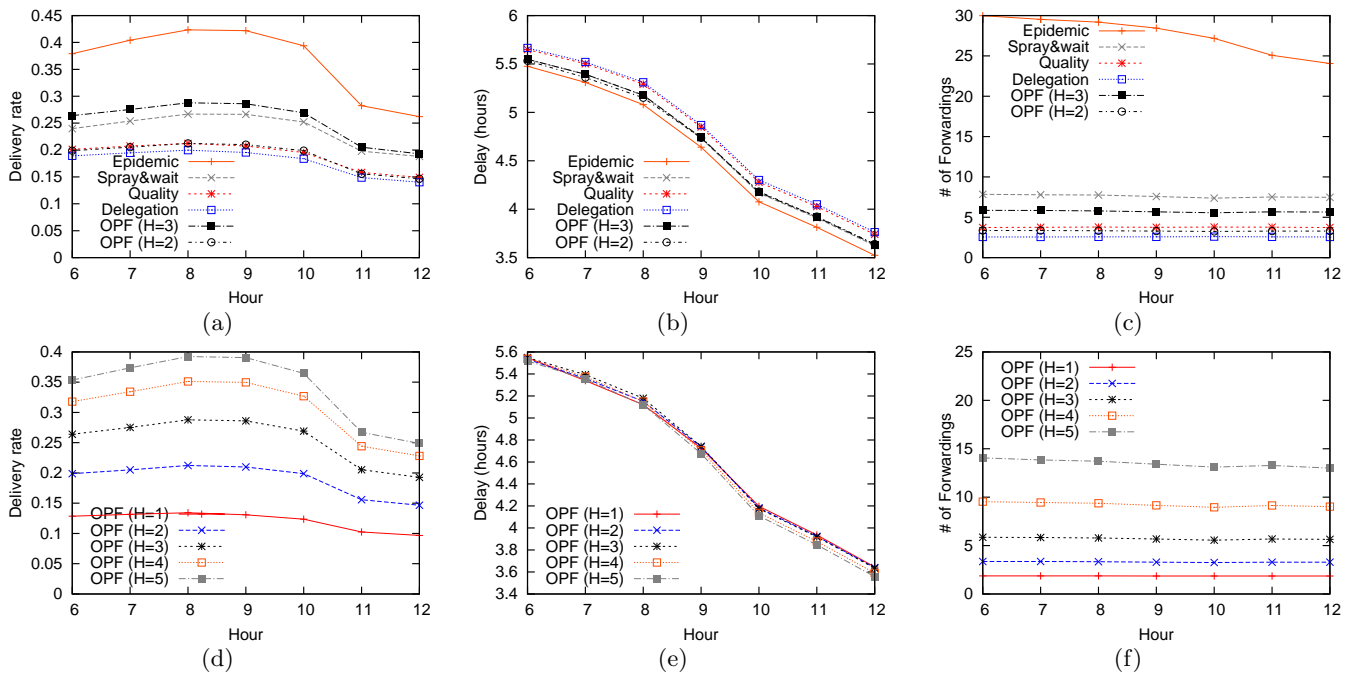 0.45
0.4
0.35
0.3
0.25
0.2
0.15
0.1
0.05
0
Delivery rate
Epidemic
Spray&wait
Quality
Delegation
OPF (H=3)
OPF (H=2)
6 7 8 9 10 11 12
Hour
(a)
6
5.5
5
4.5
4
3.5
Delay (hours)
Epidemic
Spray&wait
Quality
Delegation
OPF (H=3)
OPF (H=2)
6 7 8 9 10 11 12
Hour
(b)
30
25
20
15
10
5
0
# of Forwardings
Epidemic
Spray&wait
Quality
Delegation
OPF (H=3)
OPF (H=2)
6 7 8 9 10 11 12
Hour
(c)
0.4
0.35
0.3
0.25
0.2
0.15
0.1
0.05
0
Delivery rate
OPF (H=1)
OPF (H=2)
OPF (H=3)
OPF (H=4)
OPF (H=5)
6 7 8 9 10 11 12
Hour
(d)
5.6
5.4
5.2
5
4.8
4.6
4.4
4.2
4
3.8
3.6
3.4
Delay (hours)
OPF (H=1)
OPF (H=2)
OPF (H=3)
OPF (H=4)
OPF (H=5)
6 7 8 9 10 11 12
Hour
(e)
25
20
15
10
5
0
# of Forwardings
OPF (H=1)
OPF (H=2)
OPF (H=3)
OPF (H=4)
OPF (H=5)
6 7 8 9 10 11 12
Hour
(f)